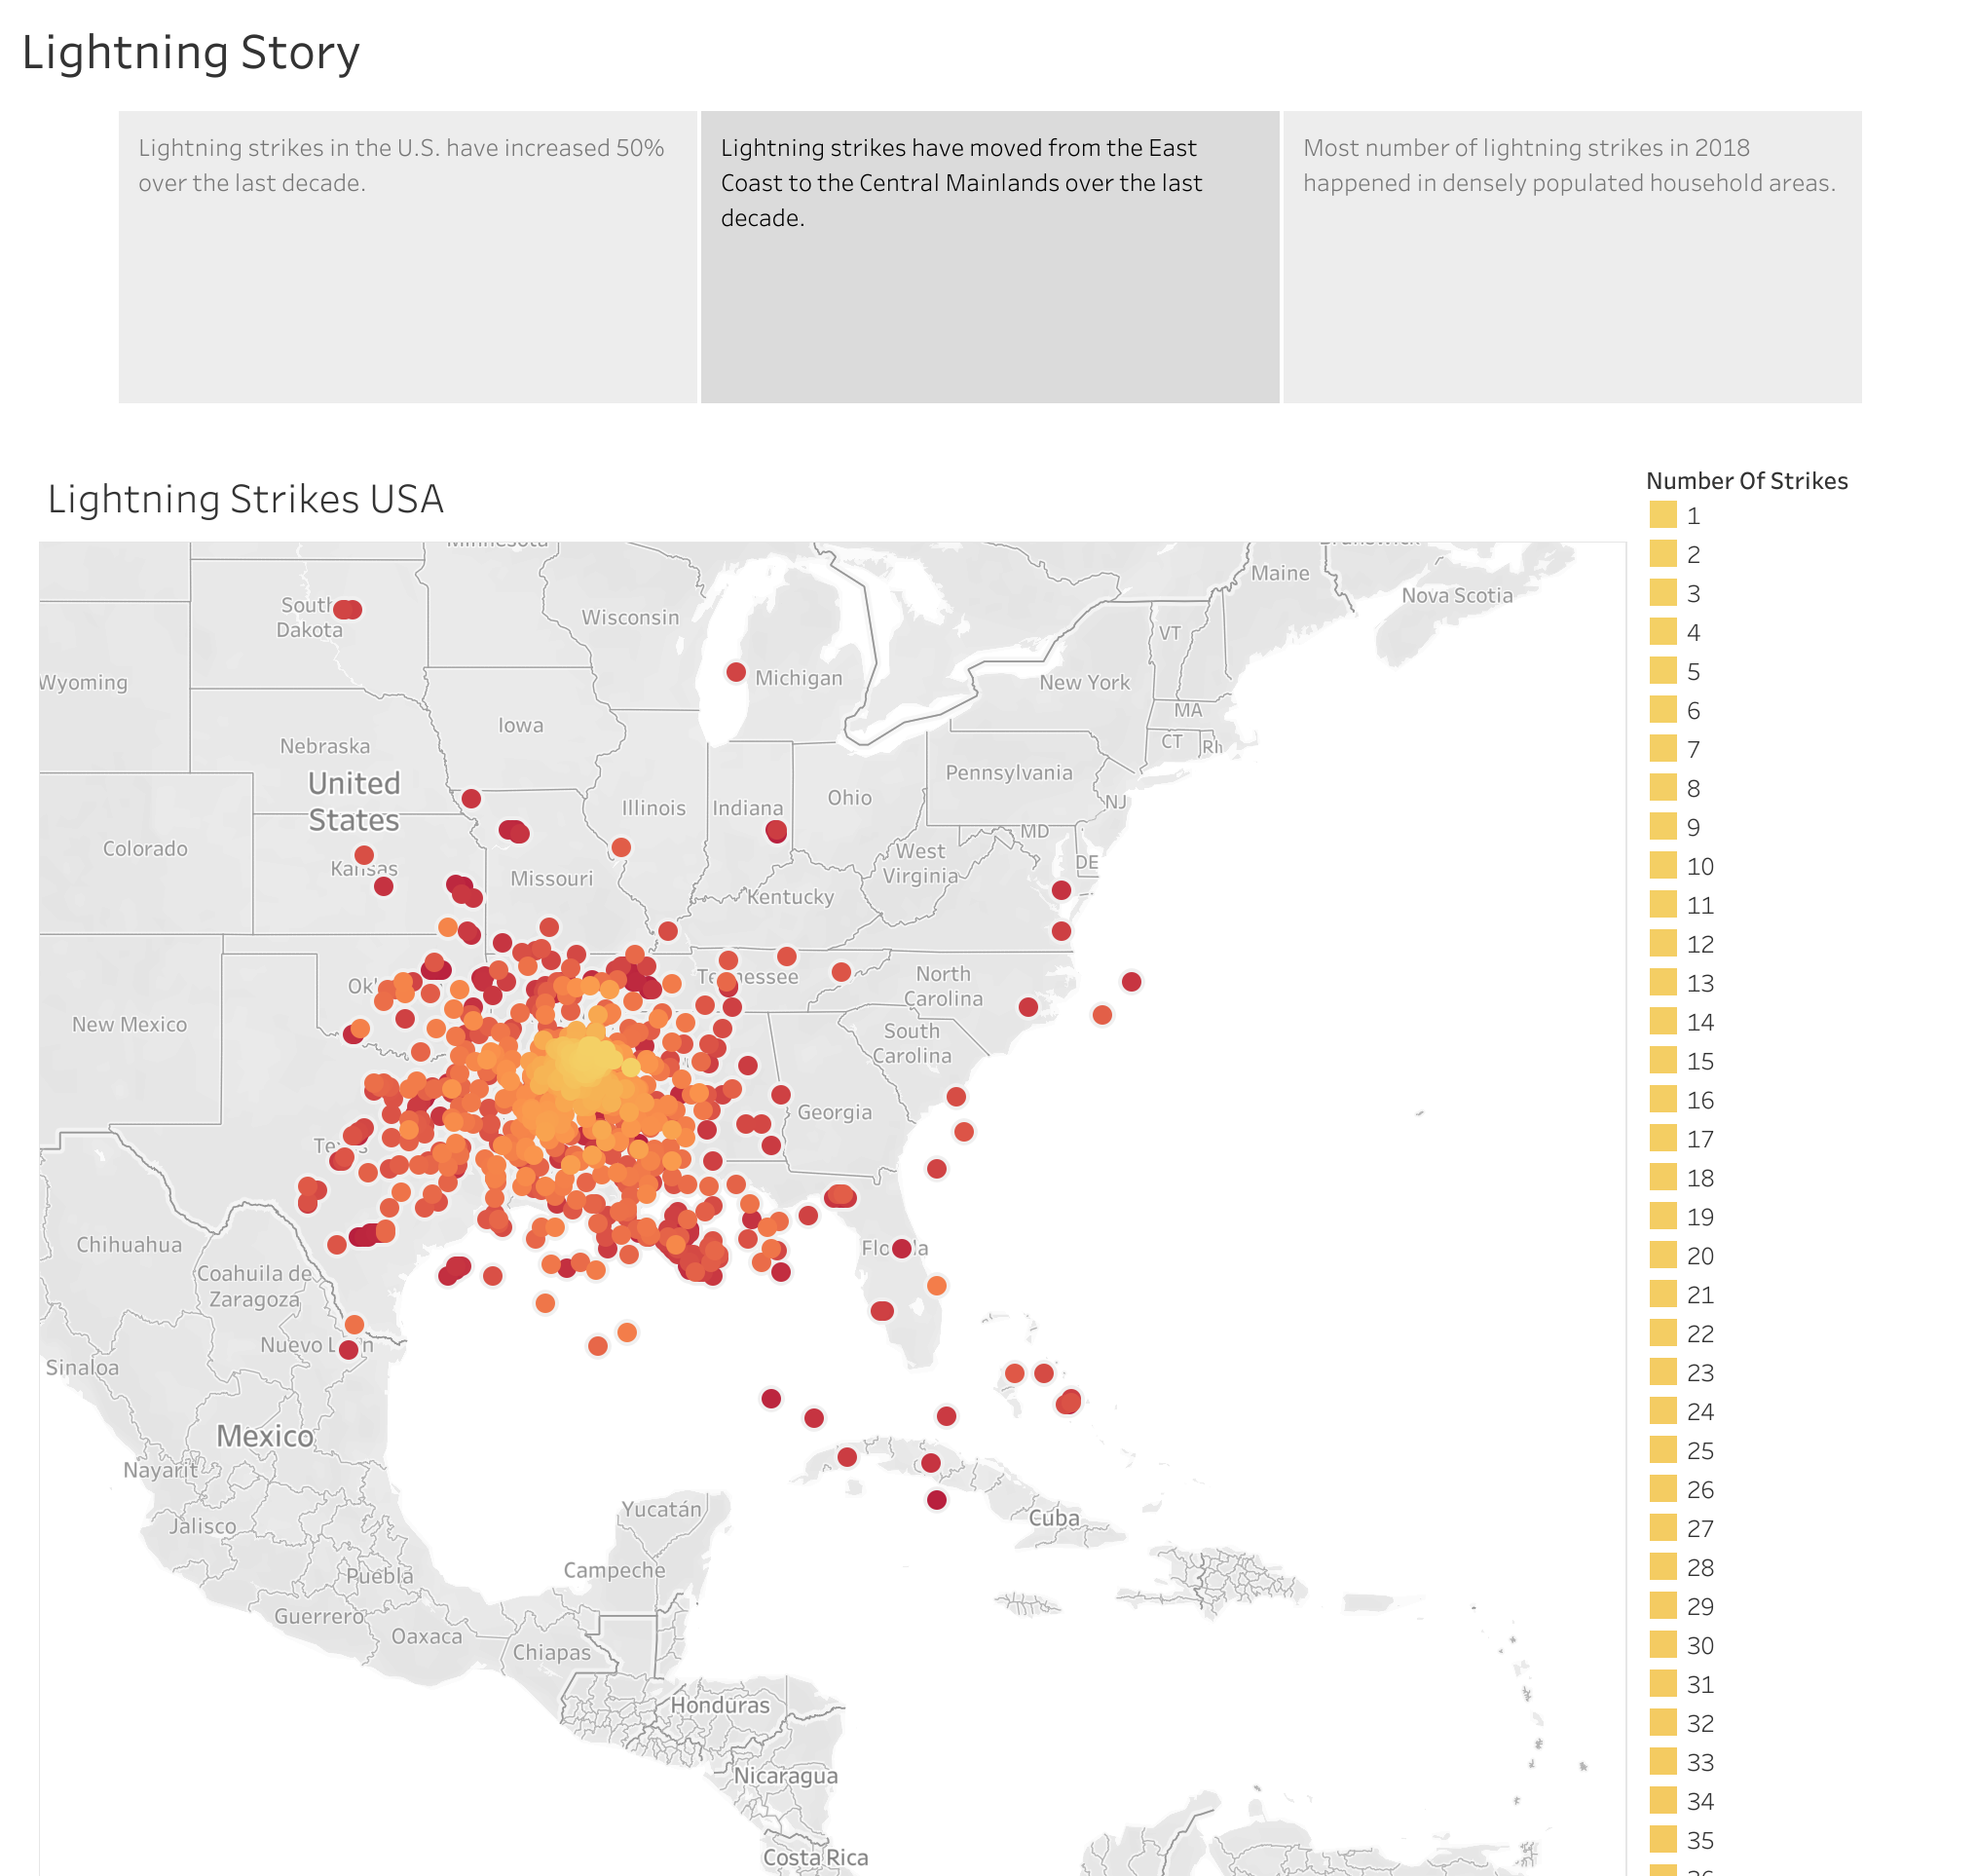 Lightning Story
Lightning strikes in the U.S. have increased 50%
over the last decade.
Lightning strikes have moved from the East
Coast to the Central Mainlands over the last
decade.
Most number of lightning strikes in 2018
happened in densely populated household areas.
Lightning Strikes USA
Number Of Strikes
1
2
3
4
5
6
7
8
9
10
11
12
13
14
15
16
17
18
19
20
21
22
23
24
25
26
27
28
29
30
31
32
33
34
35
Minnesota
Maine
Nova Scotia
South
Dakota
Wisconsin
VT
Wyoming
Michigan
New York
MA
Iowa
CT
Rh
Nebraska
Pennsylvania
United
States
Illinois
Indiana
Ohio
NJ
MD
Colorado
Kansas
Missouri
West
Virginia
DE
Kentucky
Tennessee
North
Carolina
New Mexico
South
Carolina
Georgia
Chihuahua
Coahuila de
Zaragoza
Nuevo
Sinaloa
Mexico
Nayarit
Yucatán
Cuba
Jalisco
Campeche
Puebla
Guerrero
Oaxaca
Chiapas
Honduras
Nicaragua
Costa Rica